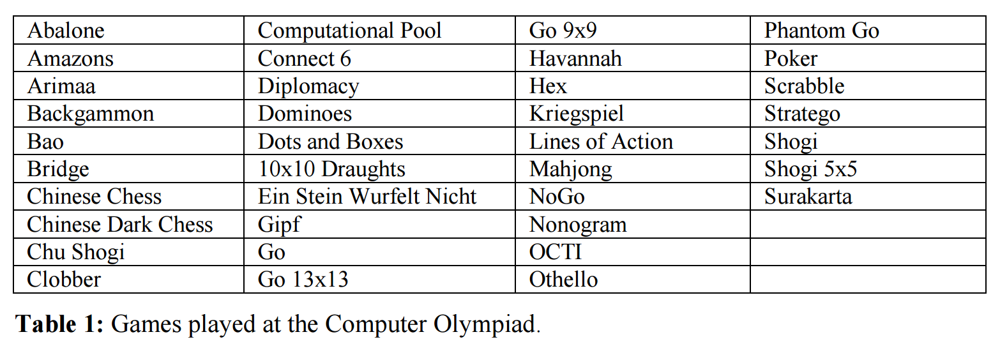 Abalone Computational Pool Go 9x9 Phantom Go
Amazons Connect 6 Havannah Poker
Arimaa Diplomacy Hex Scrabble
Backgammon Dominoes Kriegspiel Stratego
Bao Dots and Boxes Lines of Action Shogi
Bridge 10x10 Draughts Mahjong Shogi 5x5
Chinese Chess Ein Stein Wurfelt Nicht NoGo Surakarta
Chinese Dark Chess Gipf Nonogram
Chu Shogi Go OCTI
Clobber Go 13x13 Othello
Table 1: Games played at the Computer Olympiad.